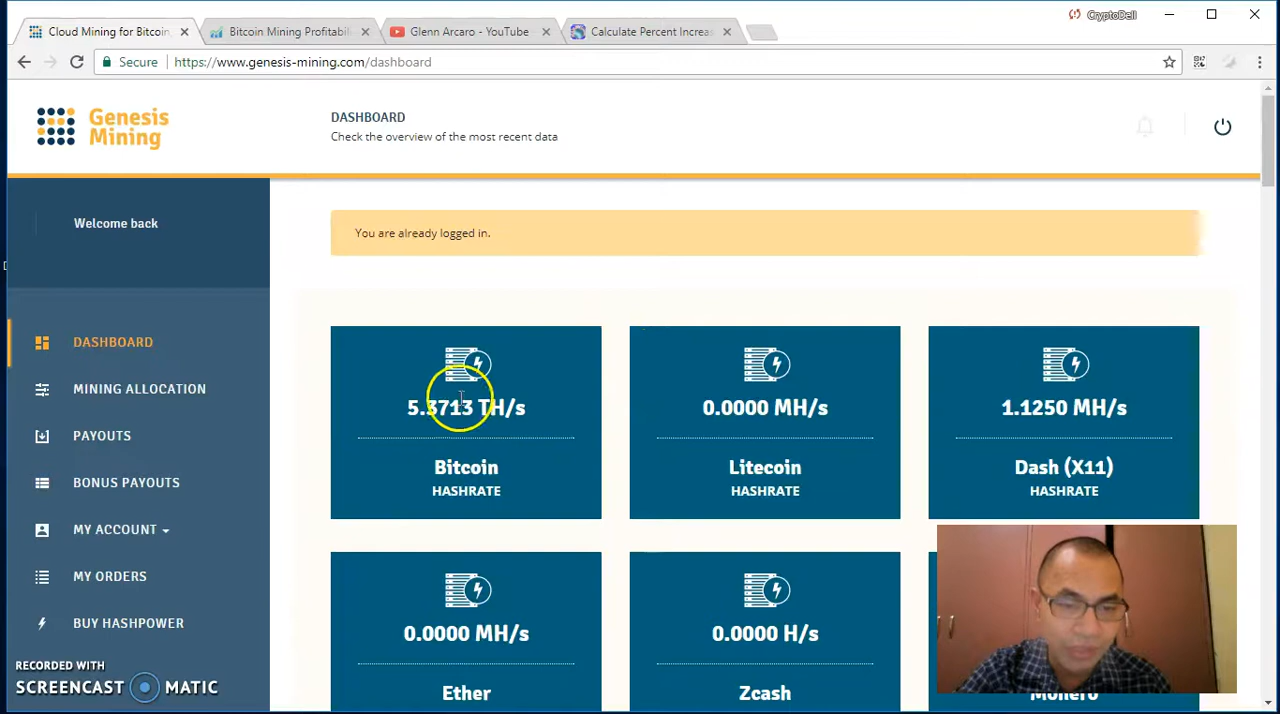 CryptoDell
Cloud Mining for Bitcoin,
Bitcoin Mining Profitabili
Glenn Arcaro - YouTube
Calculate Percent Increas
Secure
https://www.genesis-mining.com/dashboard
Genesis
Mining
DASHBOARD
Check the overview of the most recent data
Welcome back
You are already logged in.
DASHBOARD
MINING ALLOCATION
PAYOUTS
BONUS PAYOUTS
MY ACCOUNT
MY ORDERS
BUY HASHPOWER
5.3713 TH/s
Bitcoin
HASHRATE
0.0000 MH/s
Litecoin
HASHRATE
1.1250 MH/s
Dash (X11)
HASHRATE
0.0000 MH/s
Ether
0.0000 H/s
Zcash
Monero
RECORDED WITH
SCREENCAST MATIC